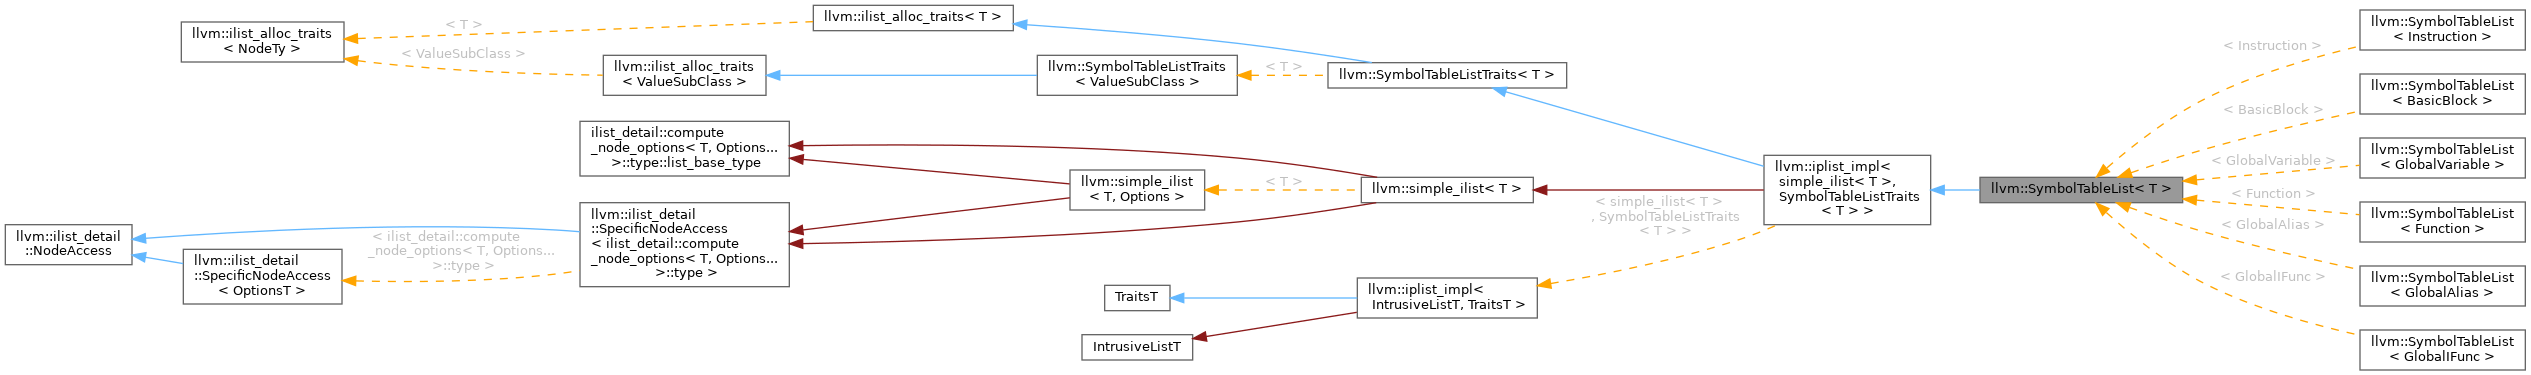 llvm::ilist_alloc_traits
< NodeTy >
< T >
< ValueSubClass >
llvm::ilist_alloc_traits< T >
llvm::ilist_alloc_traits
< ValueSubClass >
llvm::SymbolTableListTraits
< ValueSubClass >
< T >
llvm::SymbolTableListTraits< T >
ilist_detail::compute
_node_options< T, Options...
>::type::list_base_type
llvm::simple_ilist
< T, Options >
< T >
llvm::simple_ilist< T >
llvm::ilist_detail
::SpecificNodeAccess
< ilist_detail::compute
_node_options< T, Options...
>::type >
llvm::ilist_detail
::NodeAccess
llvm::ilist_detail
::SpecificNodeAccess
< OptionsT >
< ilist_detail::compute
_node_options< T, Options...
>::type >
TraitsT
IntrusiveListT
llvm::iplist_impl<
IntrusiveListT, TraitsT >
< simple_ilist< T >
, SymbolTableListTraits
< T > >
llvm::iplist_impl<
simple_ilist< T >,
SymbolTableListTraits
< T > >
llvm::SymbolTableList< T >
< Instruction >
< BasicBlock >
< GlobalVariable >
< Function >
< GlobalAlias >
< GlobalIFunc >
llvm::SymbolTableList
< Instruction >
llvm::SymbolTableList
< BasicBlock >
llvm::SymbolTableList
< GlobalVariable >
llvm::SymbolTableList
< Function >
llvm::SymbolTableList
< GlobalAlias >
llvm::SymbolTableList
< GlobalIFunc >